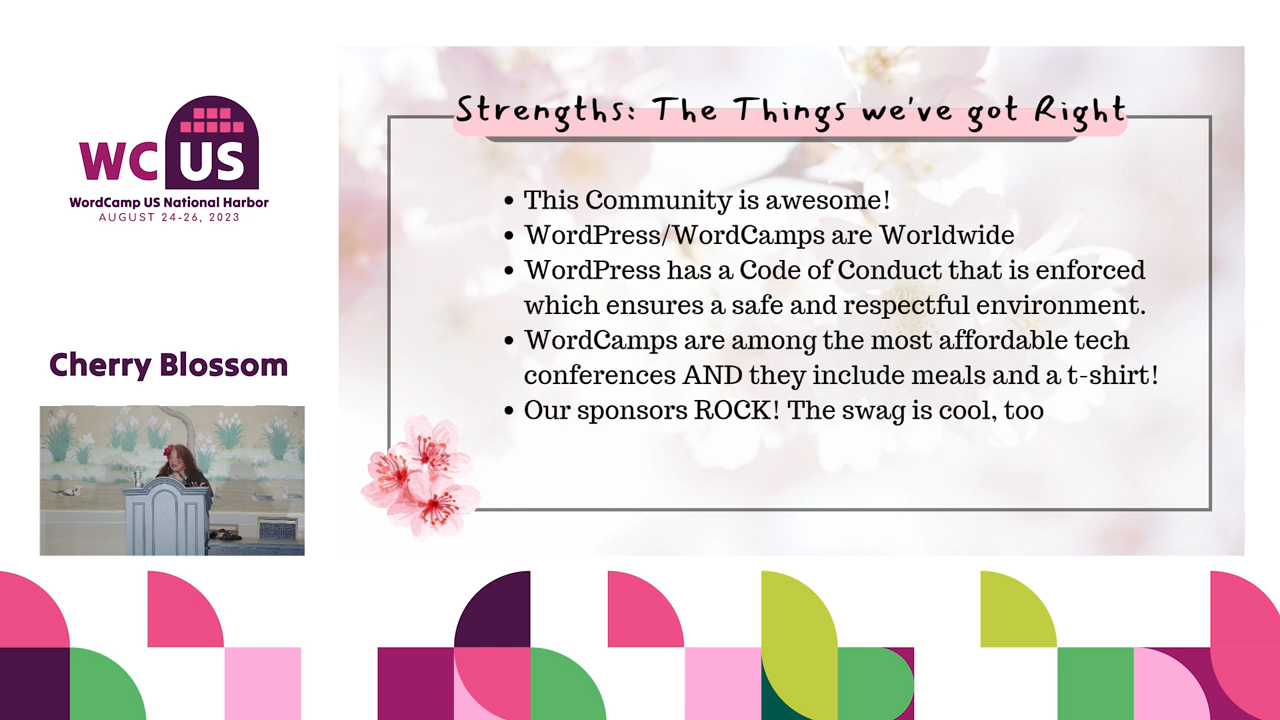 WC US
WordCamp US National Harbor
AUGUST 24-26, 2023
Cherry Blossom
Strengths: The Things we've got Right
• This Community is awesome!
• WordPress/WordCamps are Worldwide
• WordPress has a Code of Conduct that is enforced
which ensures a safe and respectful environment.
• WordCamps are among the most affordable tech
conferences AND they include meals and a t-shirt!
• Our sponsors ROCK! The swag is cool, too